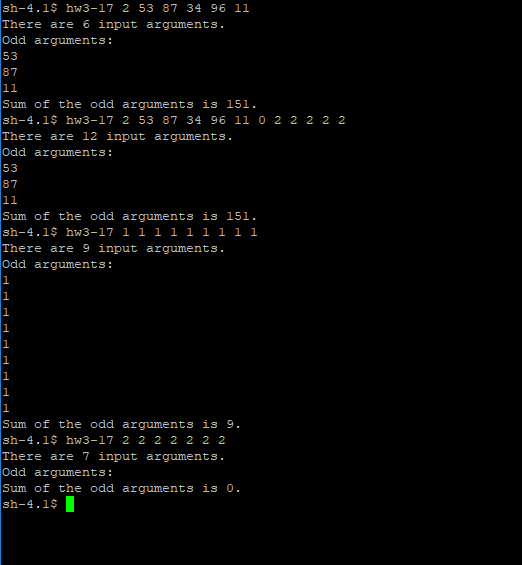 sh-4.1$ hw3-17 2 53 87 34 96 11
There are 6 input arguments.
Odd arguments:
53
87
11
Sum of the odd arguments is 151.
sh-4.1$ hw3-17 2 53 87 34 96 11 0 2 2 2 2 2
There are 12 input arguments.
Odd arguments:
53
87
11
Sum of the odd arguments is 151.
sh-4.1$ hw3-17 1 1 1 1 1 1 1 1 1
There are 9 input arguments.
Odd arguments:
1
1
1
1
1
1
1
1
1
Sum of the odd arguments is 9.
sh-4.1$ hw3-17 2 2 2 2 2 2 2
There are 7 input arguments.
Odd arguments:
Sum of the odd arguments is 0.
sh-4.1$